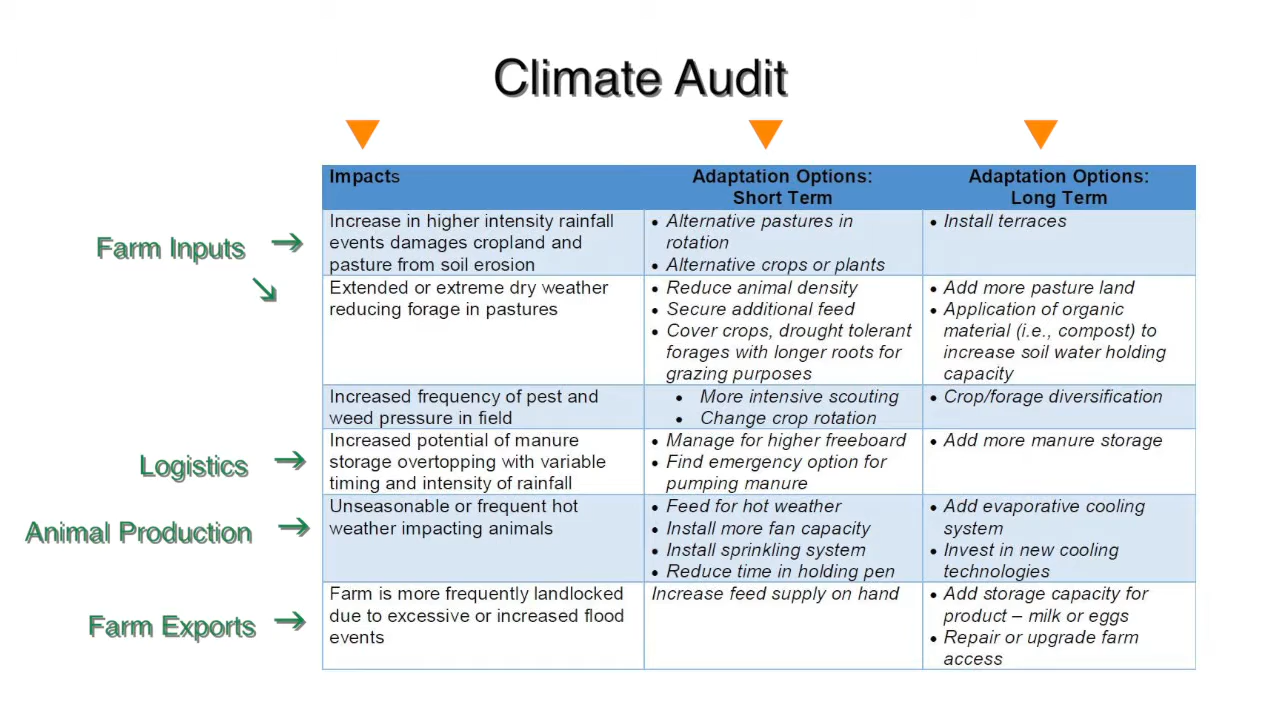 Climate Audit
Impacts
Adaptation Options:
Short Term
Adaptation Options:
Long Term
Farm Inputs →
↘
Increase in higher intensity rainfall
events damages cropland and
pasture from soil erosion
• Alternative pastures in
rotation
• Alternative crops or plants
• Install terraces
Extended or extreme dry weather
reducing forage in pastures
• Reduce animal density
• Secure additional feed
• Cover crops, drought tolerant
forages with longer roots for
grazing purposes
• Add more pasture land
• Application of organic
material (i.e., compost) to
increase soil water holding
capacity
Increased frequency of pest and
weed pressure in field
• More intensive scouting
• Change crop rotation
• Crop/forage diversification
Logistics →
Increased potential of manure
storage overtopping with variable
timing and intensity of rainfall
• Manage for higher freeboard
• Find emergency option for
pumping manure
• Add more manure storage
Animal Production →
Unseasonable or frequent hot
weather impacting animals
• Feed for hot weather
• Install more fan capacity
• Install sprinkling system
• Reduce time in holding pen
• Add evaporative cooling
system
• Invest in new cooling
technologies
Farm Exports →
Farm is more frequently landlocked
due to excessive or increased flood
events
Increase feed supply on hand
• Add storage capacity for
product – milk or eggs
• Repair or upgrade farm
access